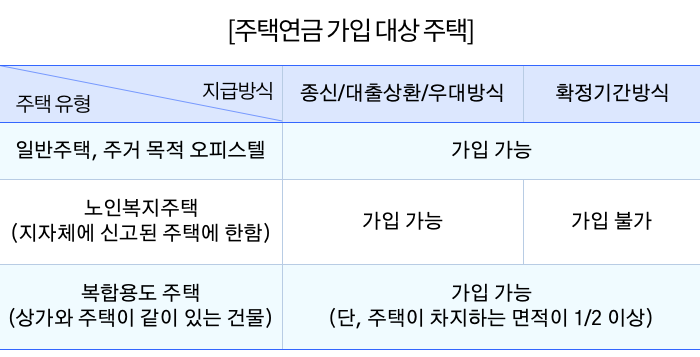 [주택연금 가입 대상 주택]
지급방식
주택 유형
종신/대출상환/우대방식
확정기간방식
일반주택, 주거 목적 오피스텔
가입 가능
노인복지주택
(지자체에 신고된 주택에 한함)
가입 가능
가입 불가
복합용도 주택
(상가와 주택이 같이 있는 건물)
가입 가능
(단, 주택이 차지하는 면적이 1/2 이상)